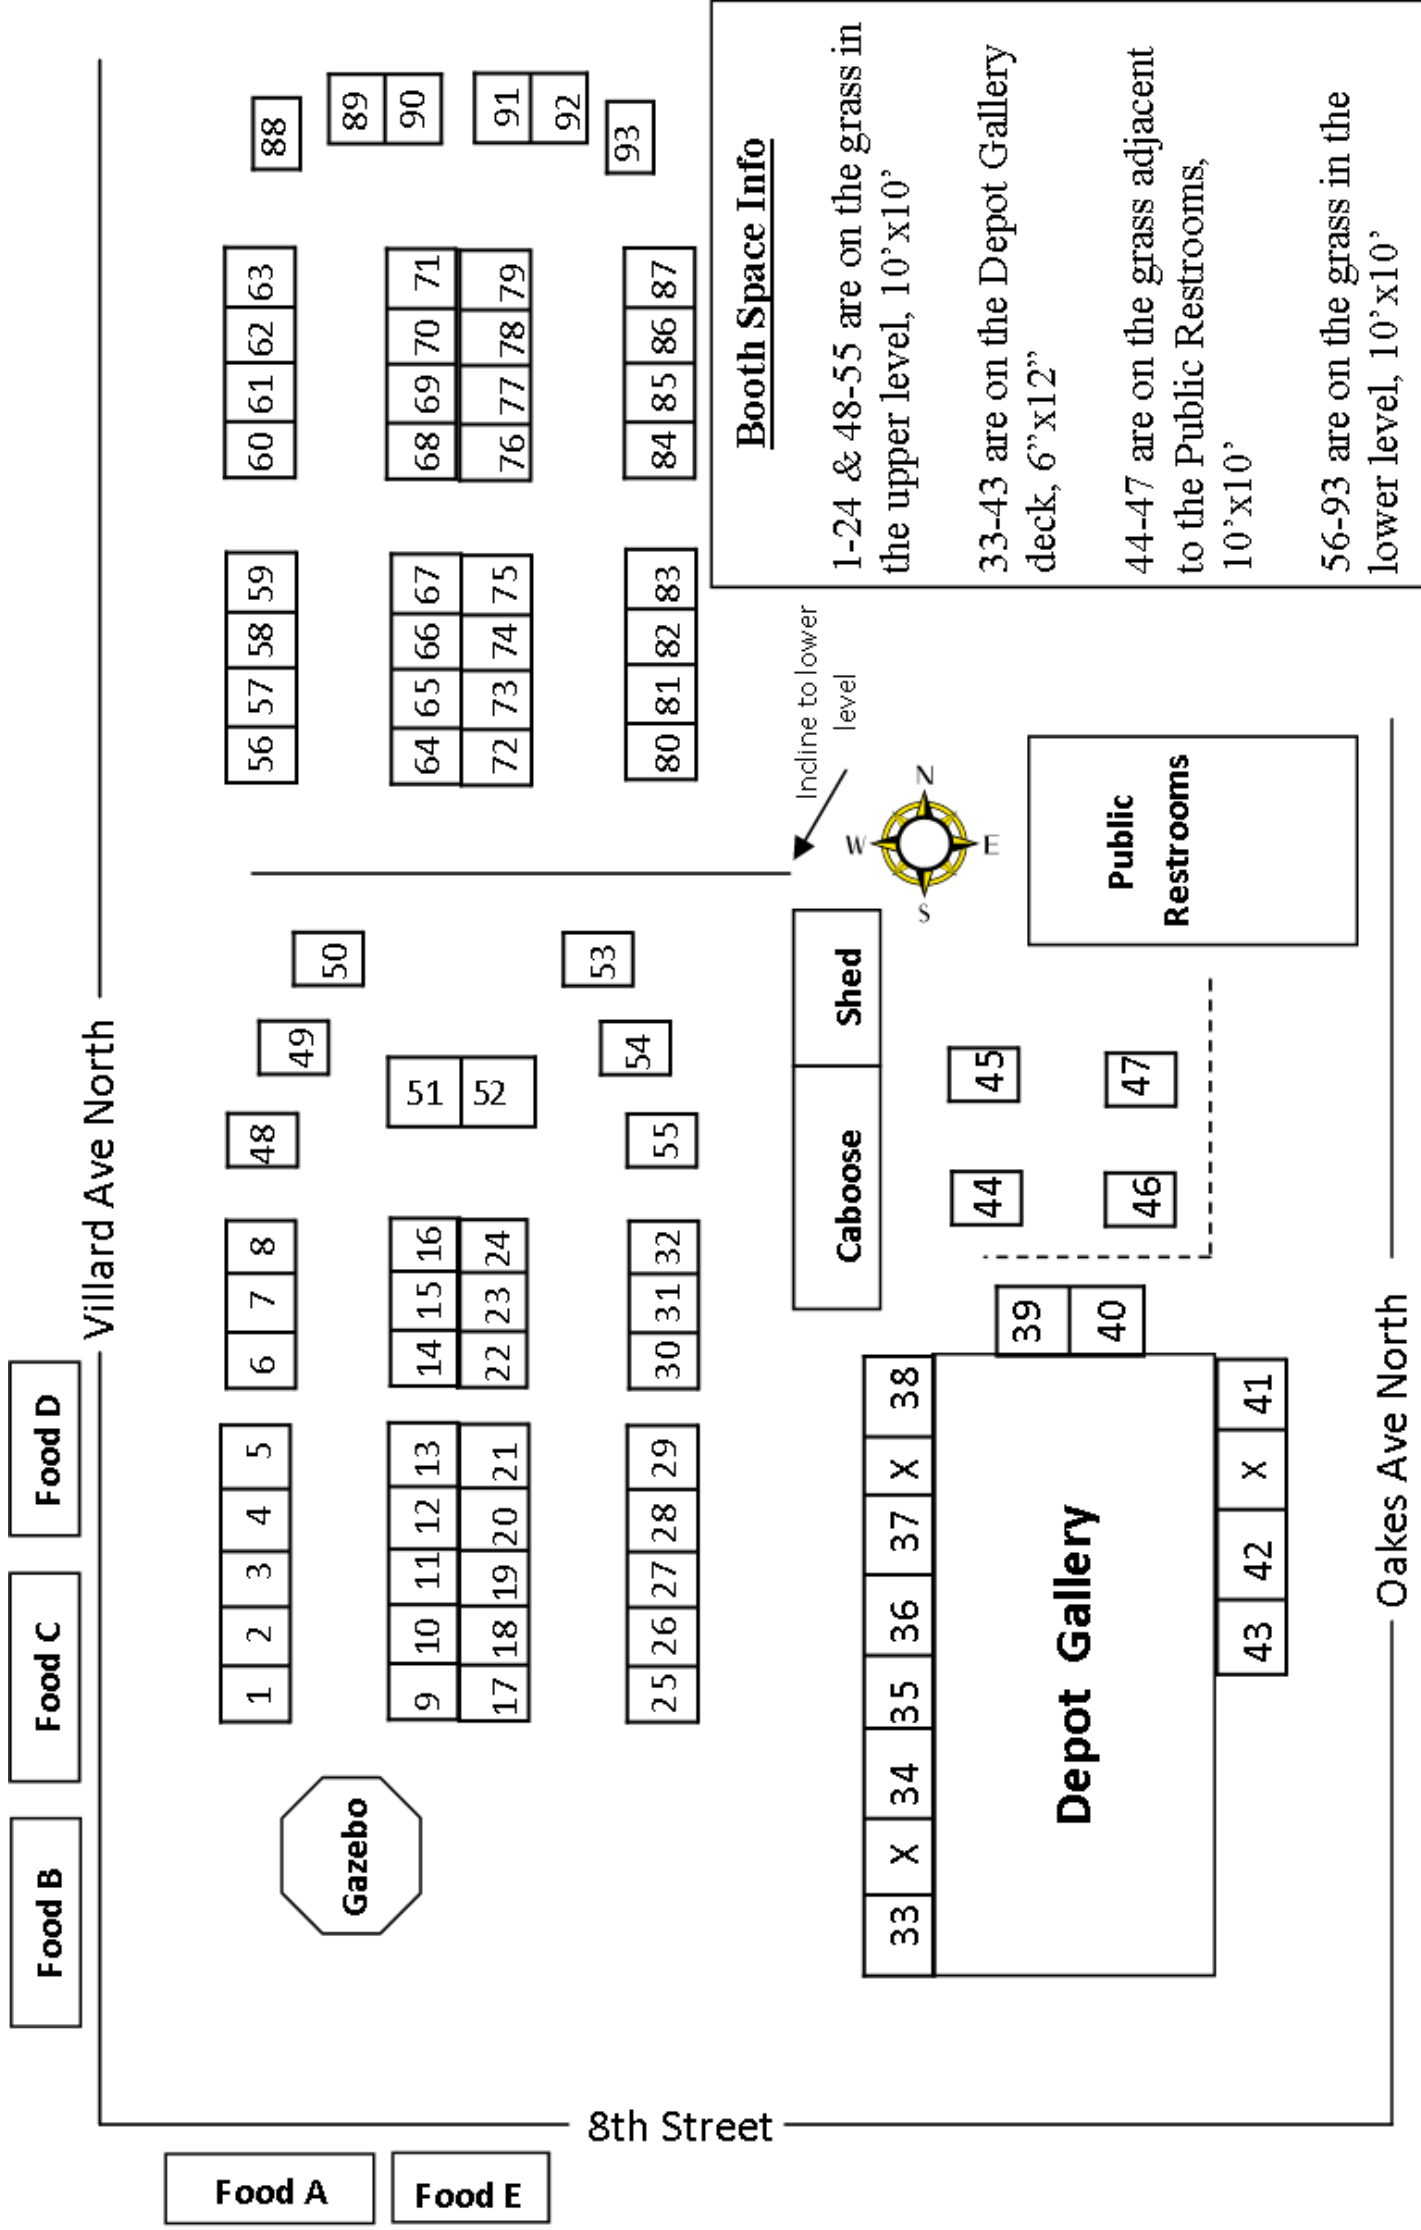 Villard Ave North
Food B
Food C
Food D
Food A
Food E
8th Street
Oakes Ave North
Gazebo
1 2 3 4 5
6 7 8
48
49
50
9 10 11 12 13
14 15 16
17 18 19 20 21
22 23 24
51
52
25 26 27 28 29
30 31 32
55
54
53
56 57 58 59
60 61 62 63
64 65 66 67
68 69 70 71
72 73 74 75
76 77 78 79
80 81 82 83
84 85 86 87
88
89
90
91
92
93
33 X 34 35 36 37 X 38
Depot Gallery
39
40
43 42 X 41
Caboose
Shed
44
45
46
47
Public
Restrooms
N
W
E
S
Incline to lower
level
Booth Space Info
1-24 & 48-55 are on the grass in
the upper level, 10’x10’
33-43 are on the Depot Gallery
deck, 6”x12”
44-47 are on the grass adjacent
to the Public Restrooms,
10’x10’
56-93 are on the grass in the
lower level, 10’x10’